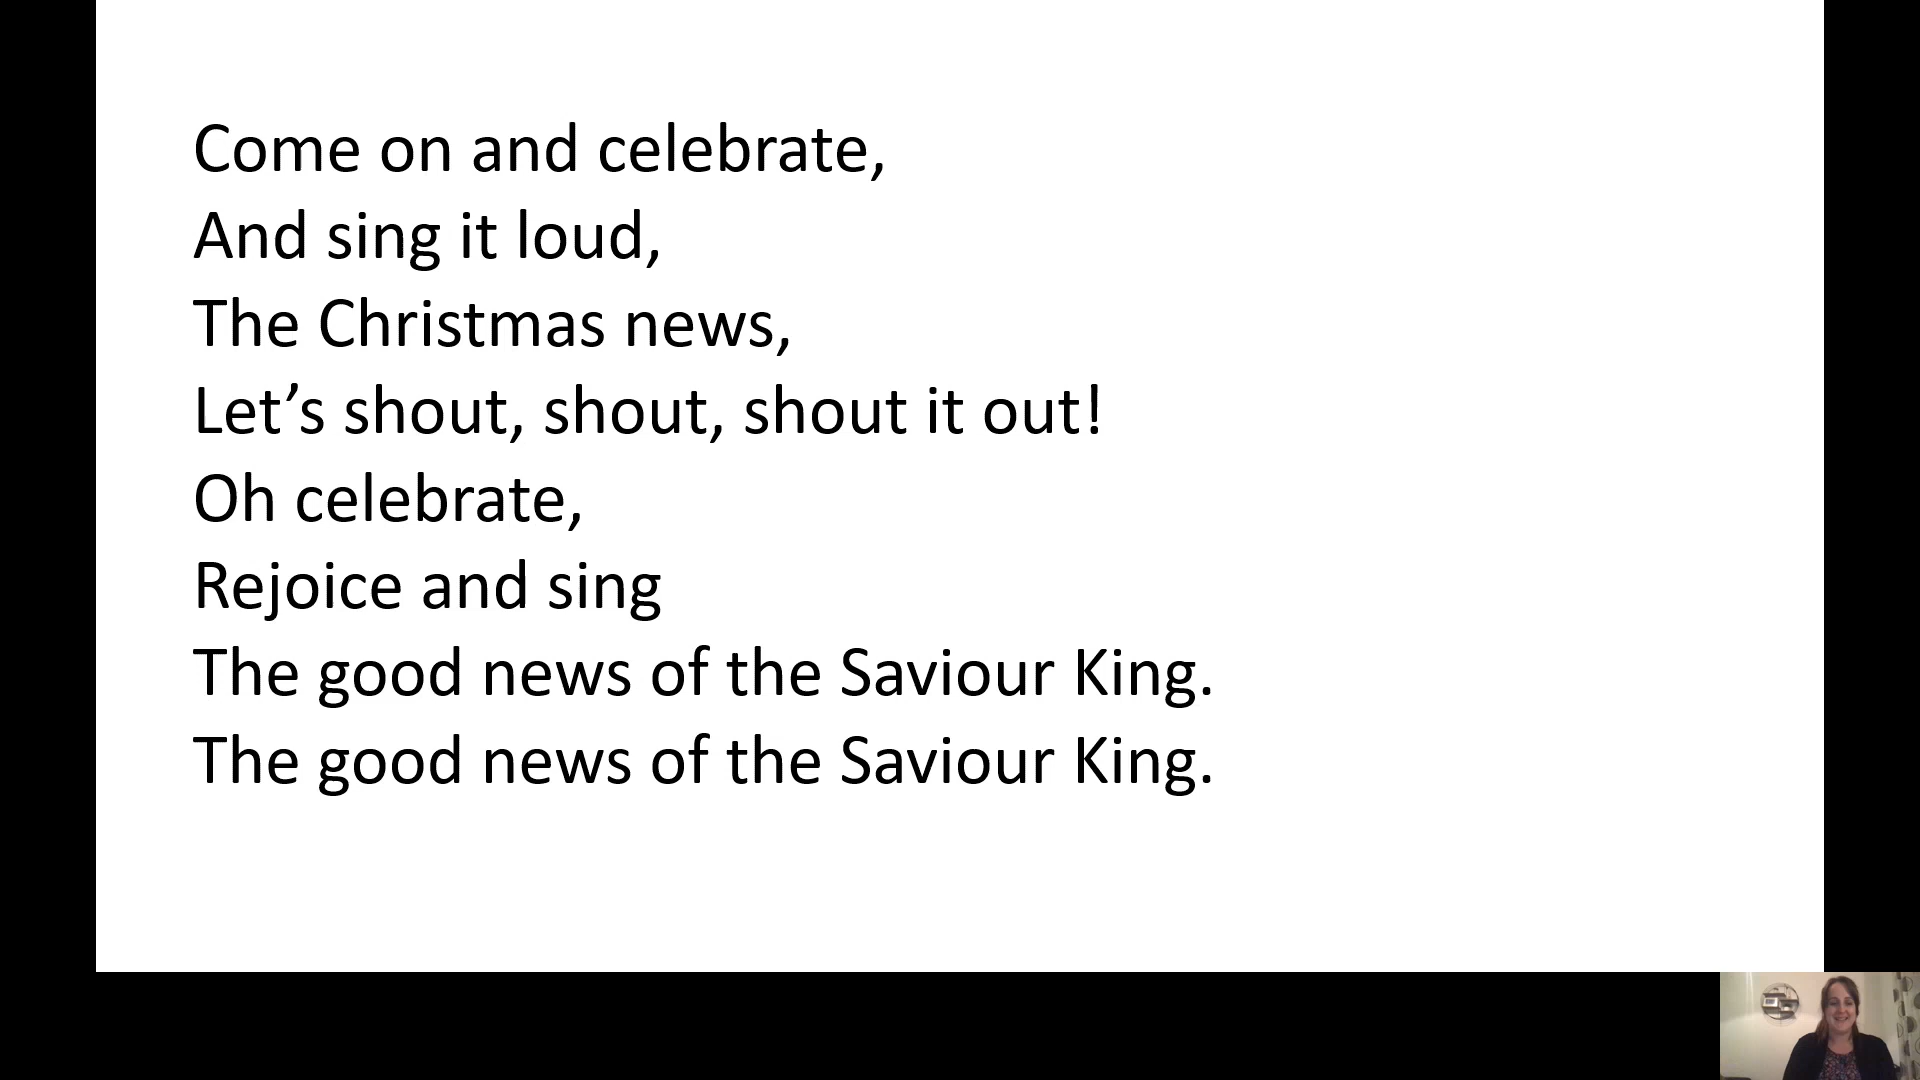 Come on and celebrate,
And sing it loud,
The Christmas news,
Let’s shout, shout, shout it out!
Oh celebrate,
Rejoice and sing
The good news of the Saviour King.
The good news of the Saviour King.